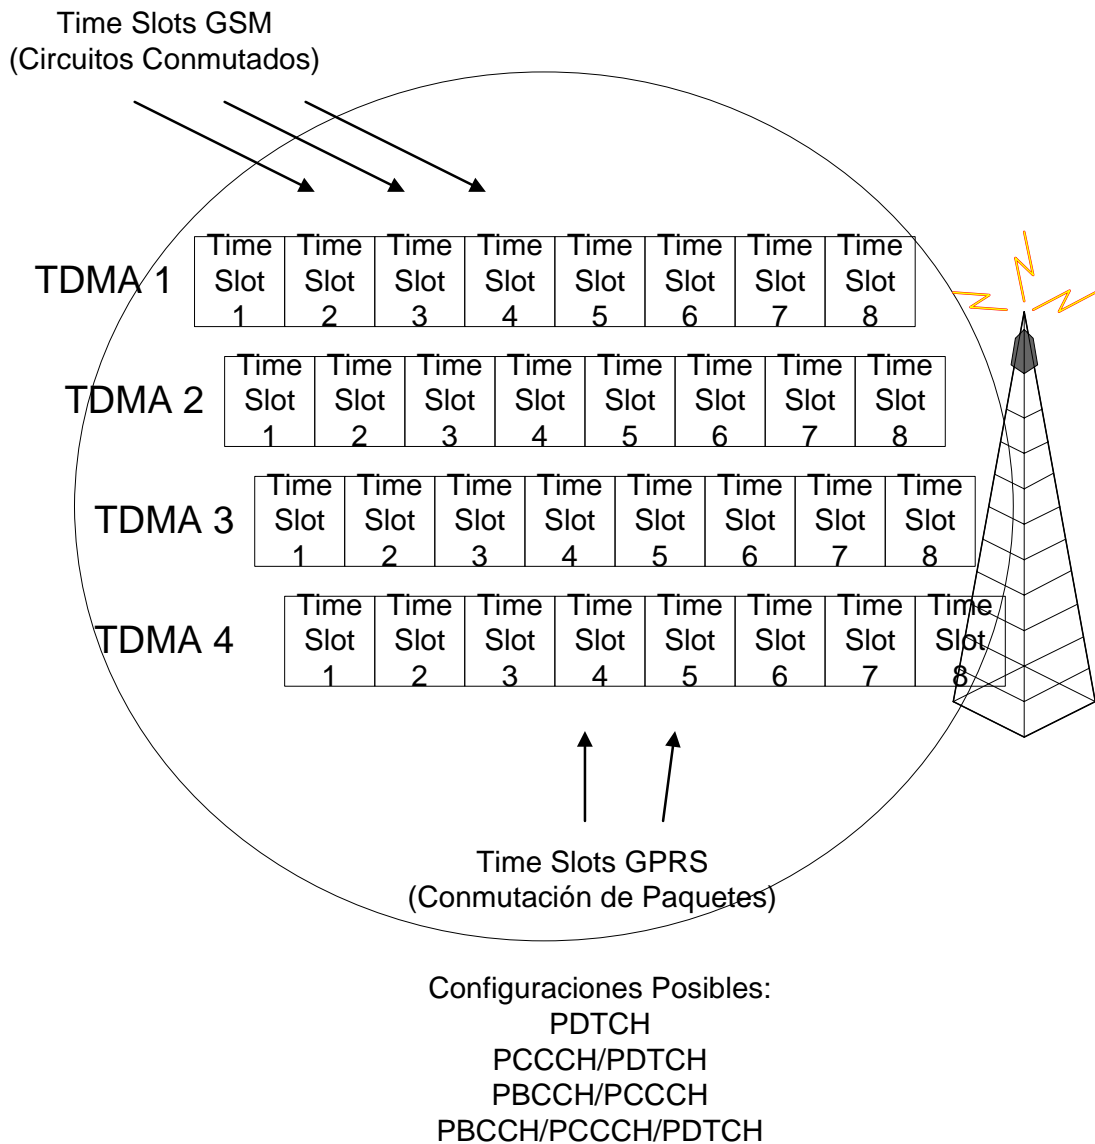 Time Slots GSM
(Circuitos Conmutados)
Time Time Time Time Time Time Time Time
TDMA 1 Slot Slot Slot Slot Slot Slot Slot Slot
1 2 3 4 5 6 7 8
Time Time Time Time Time Time Time Time
TDMA 2 Slot Slot Slot Slot Slot Slot Slot Slot
1 2 3 4 5 6 7 8
Time Time Time Time Time Time Time Time
TDMA 3 Slot Slot Slot Slot Slot Slot Slot Slot
1 2 3 4 5 6 7 8
Time Time Time Time Time Time Time Time
TDMA 4 Slot Slot Slot Slot Slot Slot Slot Slot
1 2 3 4 5 6 7 8
Time Slots GPRS
(Conmutación de Paquetes)
Configuraciones Posibles:
PDTCH
PCCCH/PDTCH
PBCCH/PCCCH
PBCCH/PCCCH/PDTCH